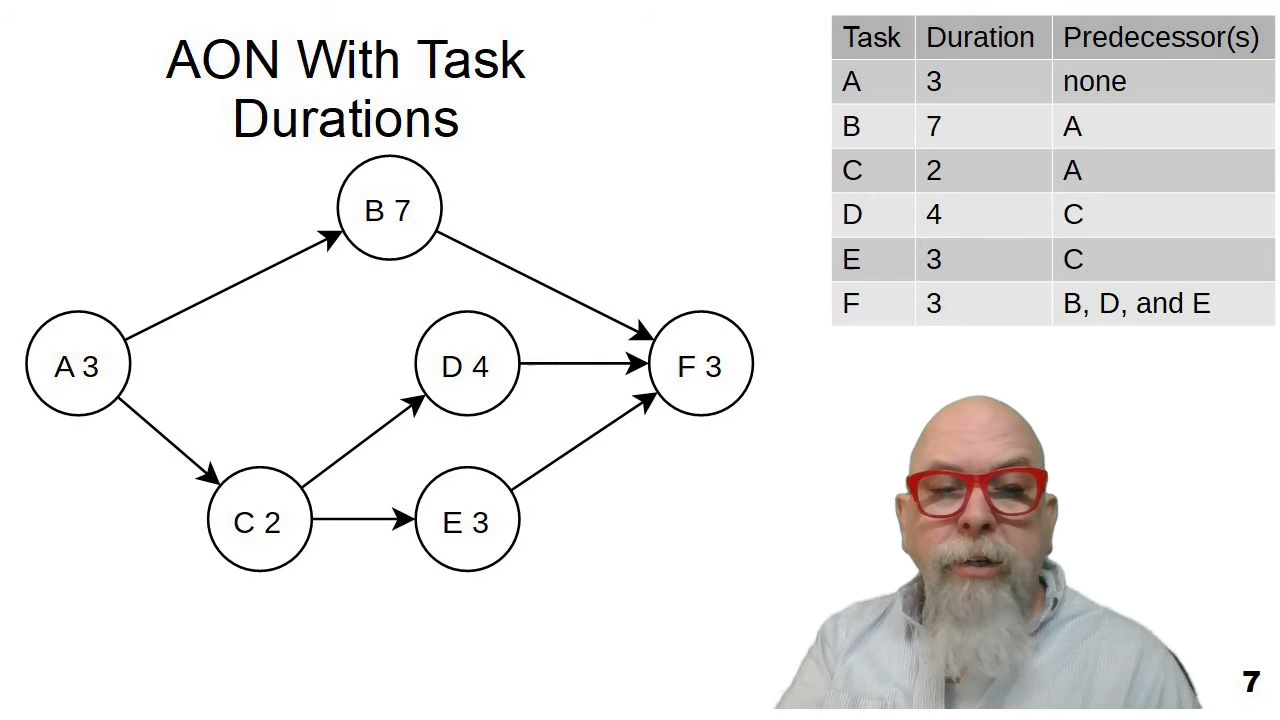 AON With Task
Durations
Task Duration Predecessor(s)
A 3 none
B 7 A
C 2 A
D 4 C
E 3 C
F 3 B, D, and E
B 7
A 3
D 4
F 3
C 2
E 3
7